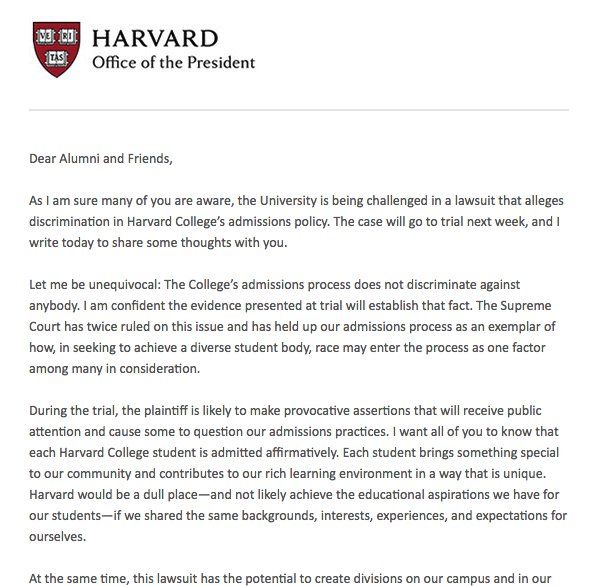 VE RI
TAS
HARVARD
Office of the President
Dear Alumni and Friends,
As I am sure many of you are aware, the University is being challenged in a lawsuit that alleges
discrimination in Harvard College’s admissions policy. The case will go to trial next week, and I
write today to share some thoughts with you.
Let me be unequivocal: The College’s admissions process does not discriminate against
anybody. I am confident the evidence presented at trial will establish that fact. The Supreme
Court has twice ruled on this issue and has held up our admissions process as an exemplar of
how, in seeking to achieve a diverse student body, race may enter the process as one factor
among many in consideration.
During the trial, the plaintiff is likely to make provocative assertions that will receive public
attention and cause some to question our admissions practices. I want all of you to know that
each Harvard College student is admitted affirmatively. Each student brings something special
to our community and contributes to our rich learning environment in a way that is unique.
Harvard would be a dull place—and not likely achieve the educational aspirations we have for
our students—if we shared the same backgrounds, interests, experiences, and expectations for
ourselves.
At the same time, this lawsuit has the potential to create divisions on our campus and in our